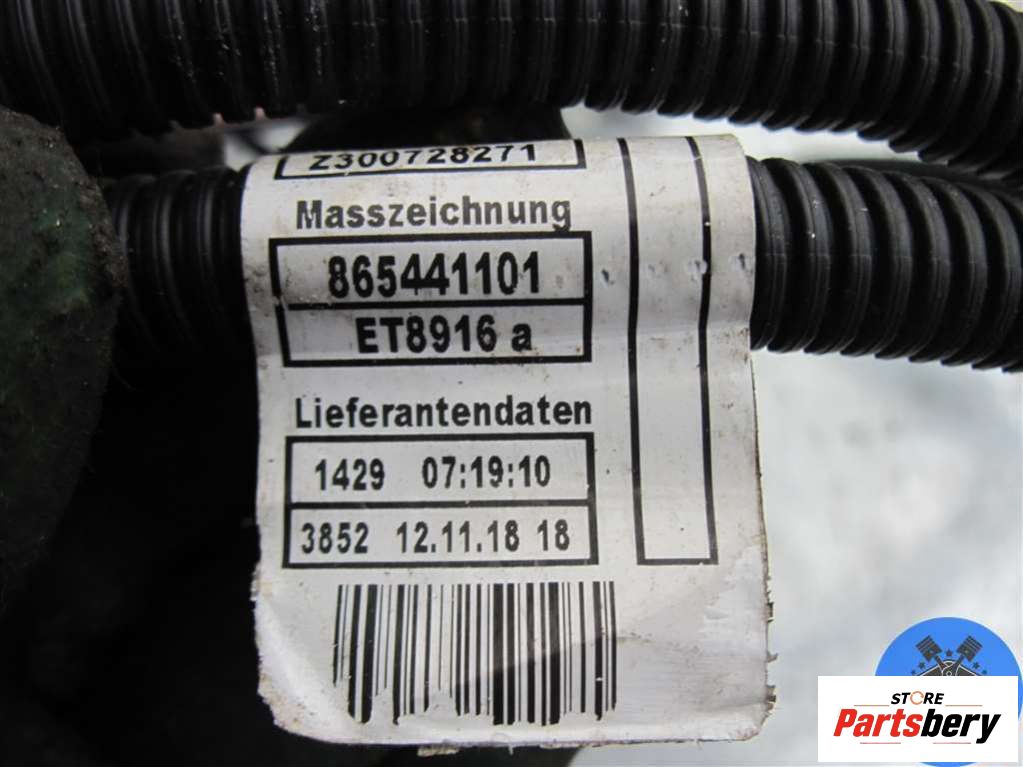 Z300728271
Masszeichnung
865441101
ET8916 a
Lieferantendaten
1429 07:19:10
3852 12.11.18 18
STORE
Partsbery